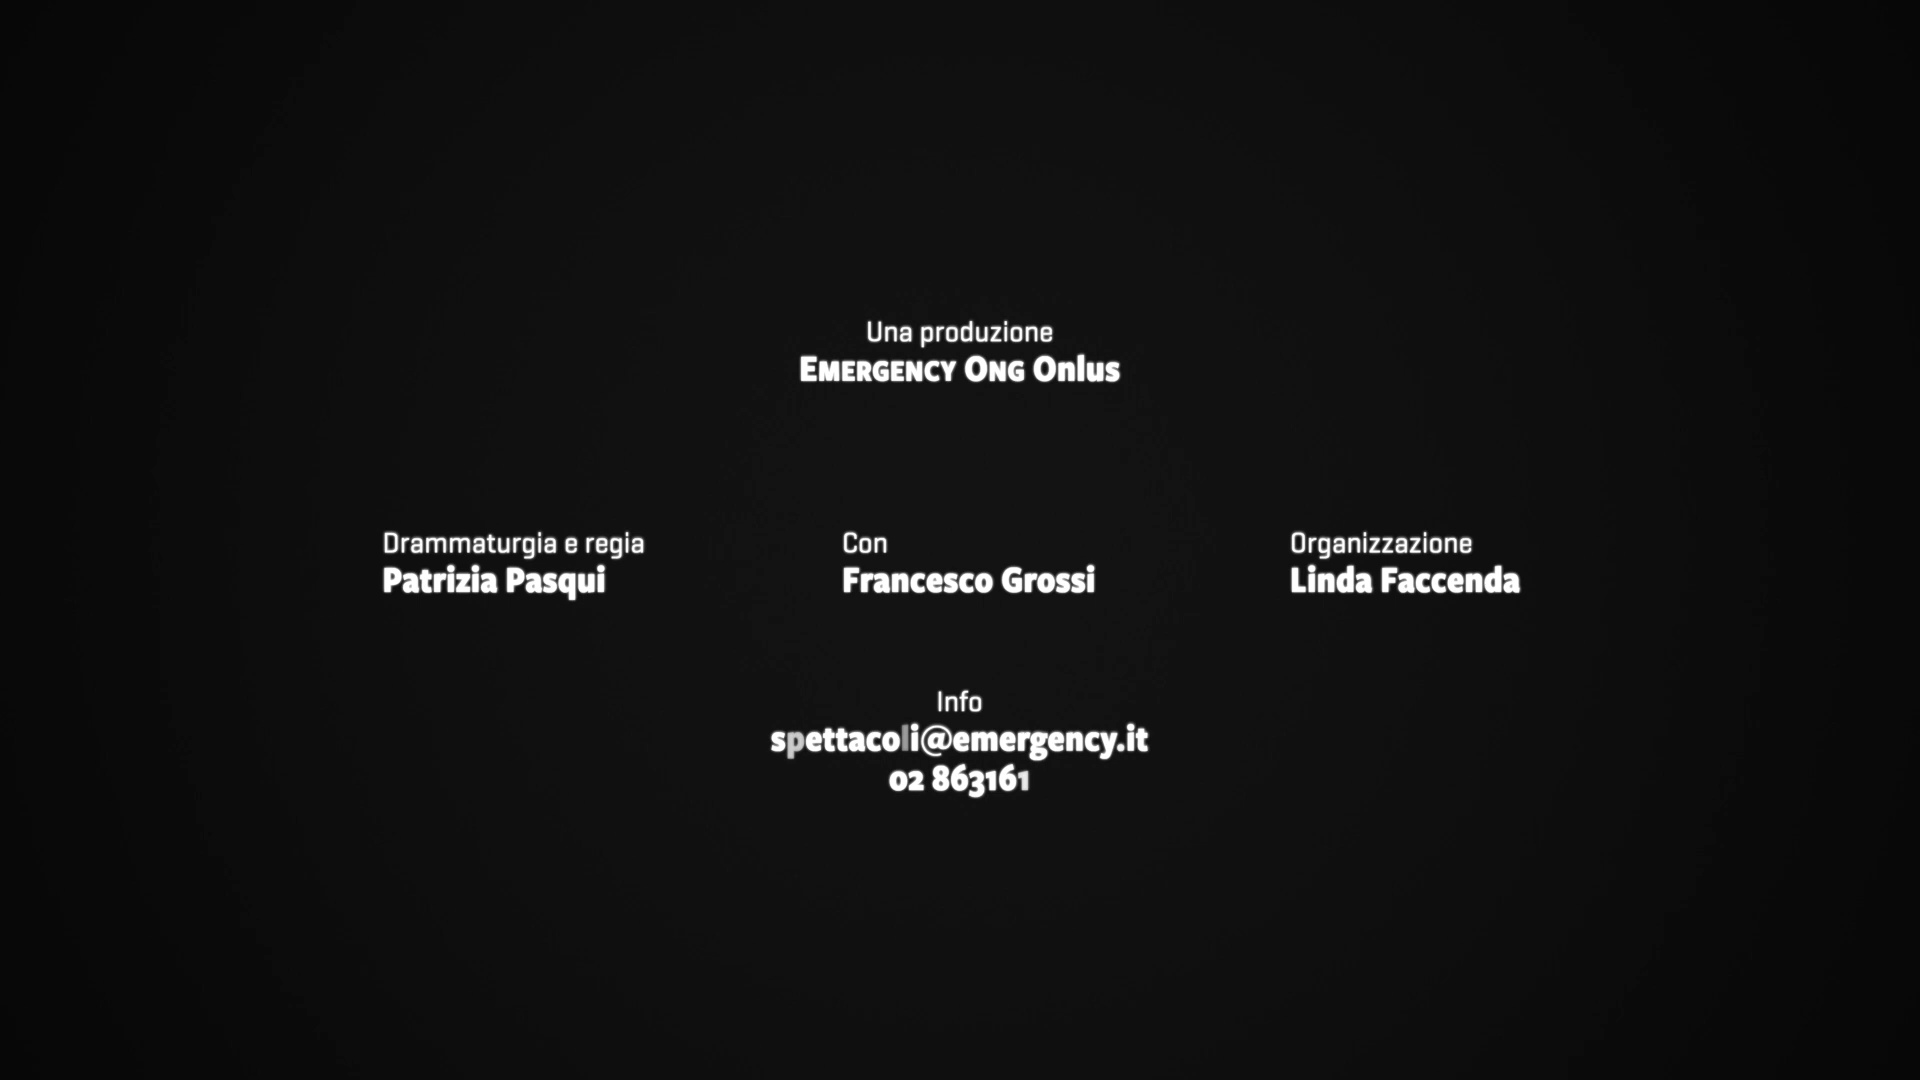 Una produzione
EMERGENCY ONG Onlus
Drammaturgia e regia
Patrizia Pasqui
Con
Francesco Grossi
Organizzazione
Linda Faccenda
Info
spettacoli@emergency.it
02 863161